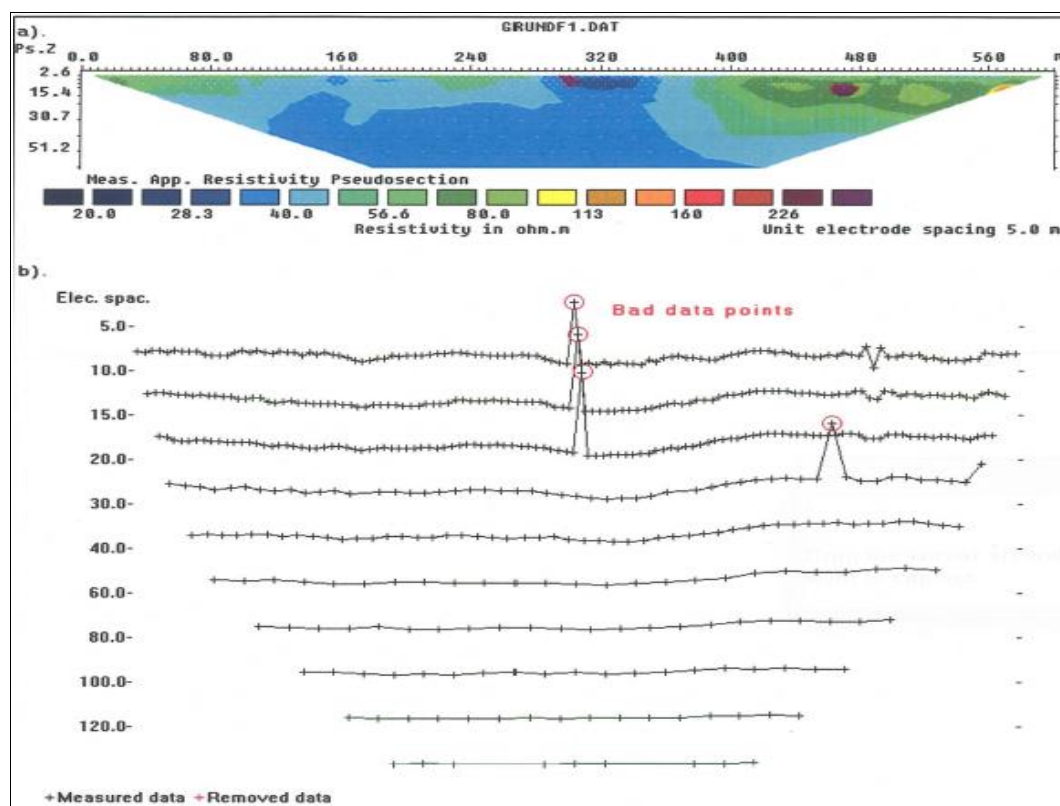 GRUNDF1.DAT
a).
Ps.Z
0.0 80.0 160 240 320 400 480 560 m
2.6
15.4
30.7
51.2
Meas. App. Resistivity Pseudosection
20.0 28.3 40.0 56.6 80.0 113 160 226
Resistivity in ohm.m Unit electrode spacing 5.0 m
b).
Elec. spac.
Bad data points
5.0-
10.0-
15.0-
20.0-
30.0-
40.0-
60.0-
80.0-
100.0-
120.0-
+Measured data +Removed data